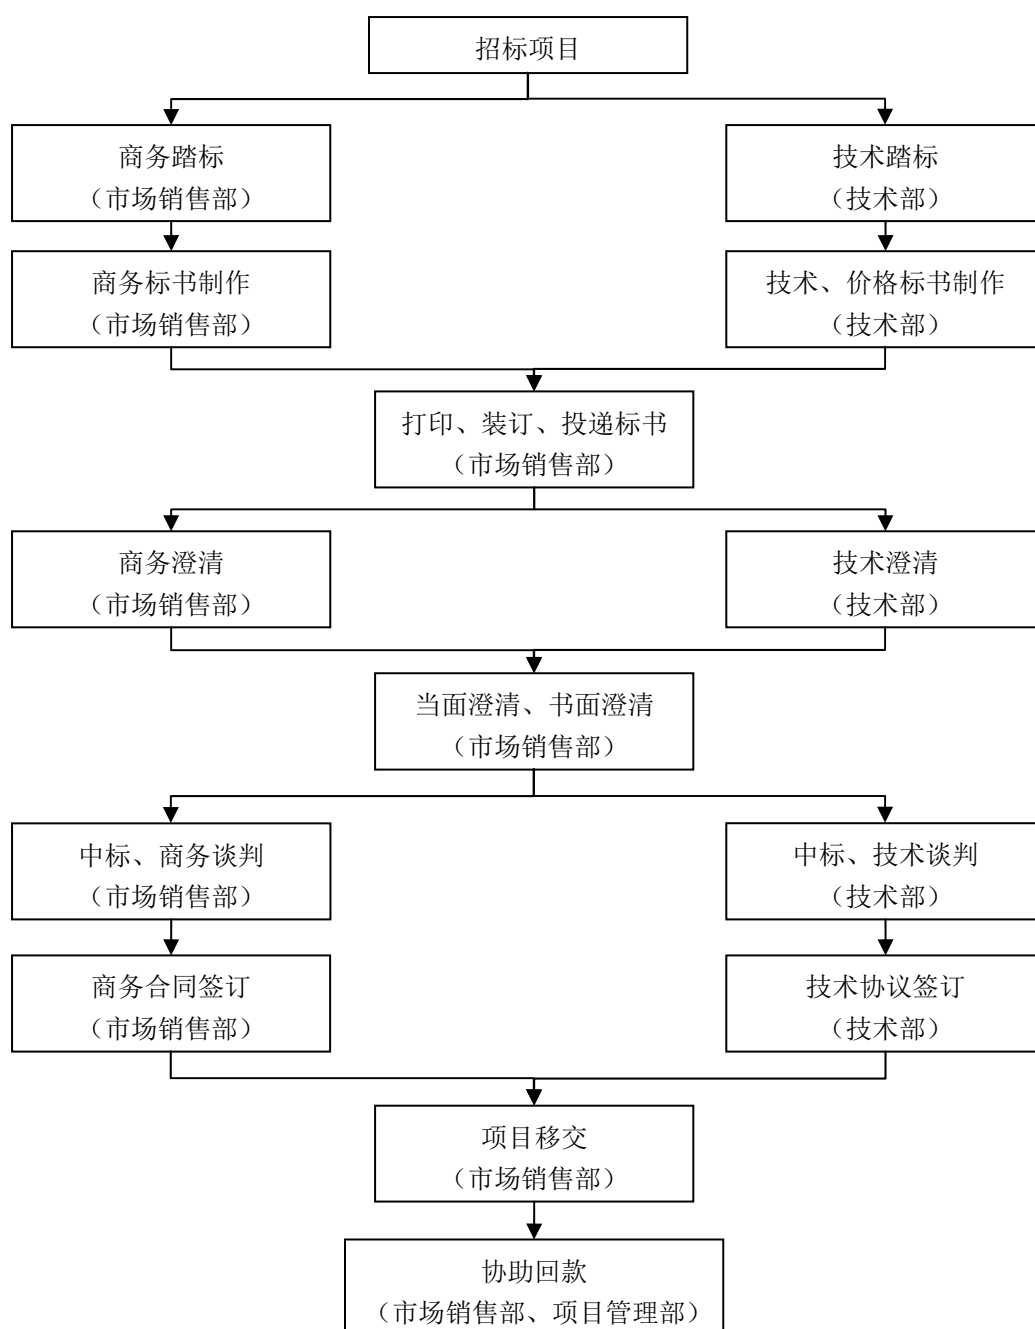 招标项目
商务踏标
（市场销售部）
技术踏标
（技术部）
商务标书制作
（市场销售部）
技术、价格标书制作
（技术部）
打印、装订、投递标书
（市场销售部）
商务澄清
（市场销售部）
技术澄清
（技术部）
当面澄清、书面澄清
（市场销售部）
中标、商务谈判
（市场销售部）
中标、技术谈判
（技术部）
商务合同签订
（市场销售部）
技术协议签订
（技术部）
项目移交
（市场销售部）
协助回款
（市场销售部、项目管理部）